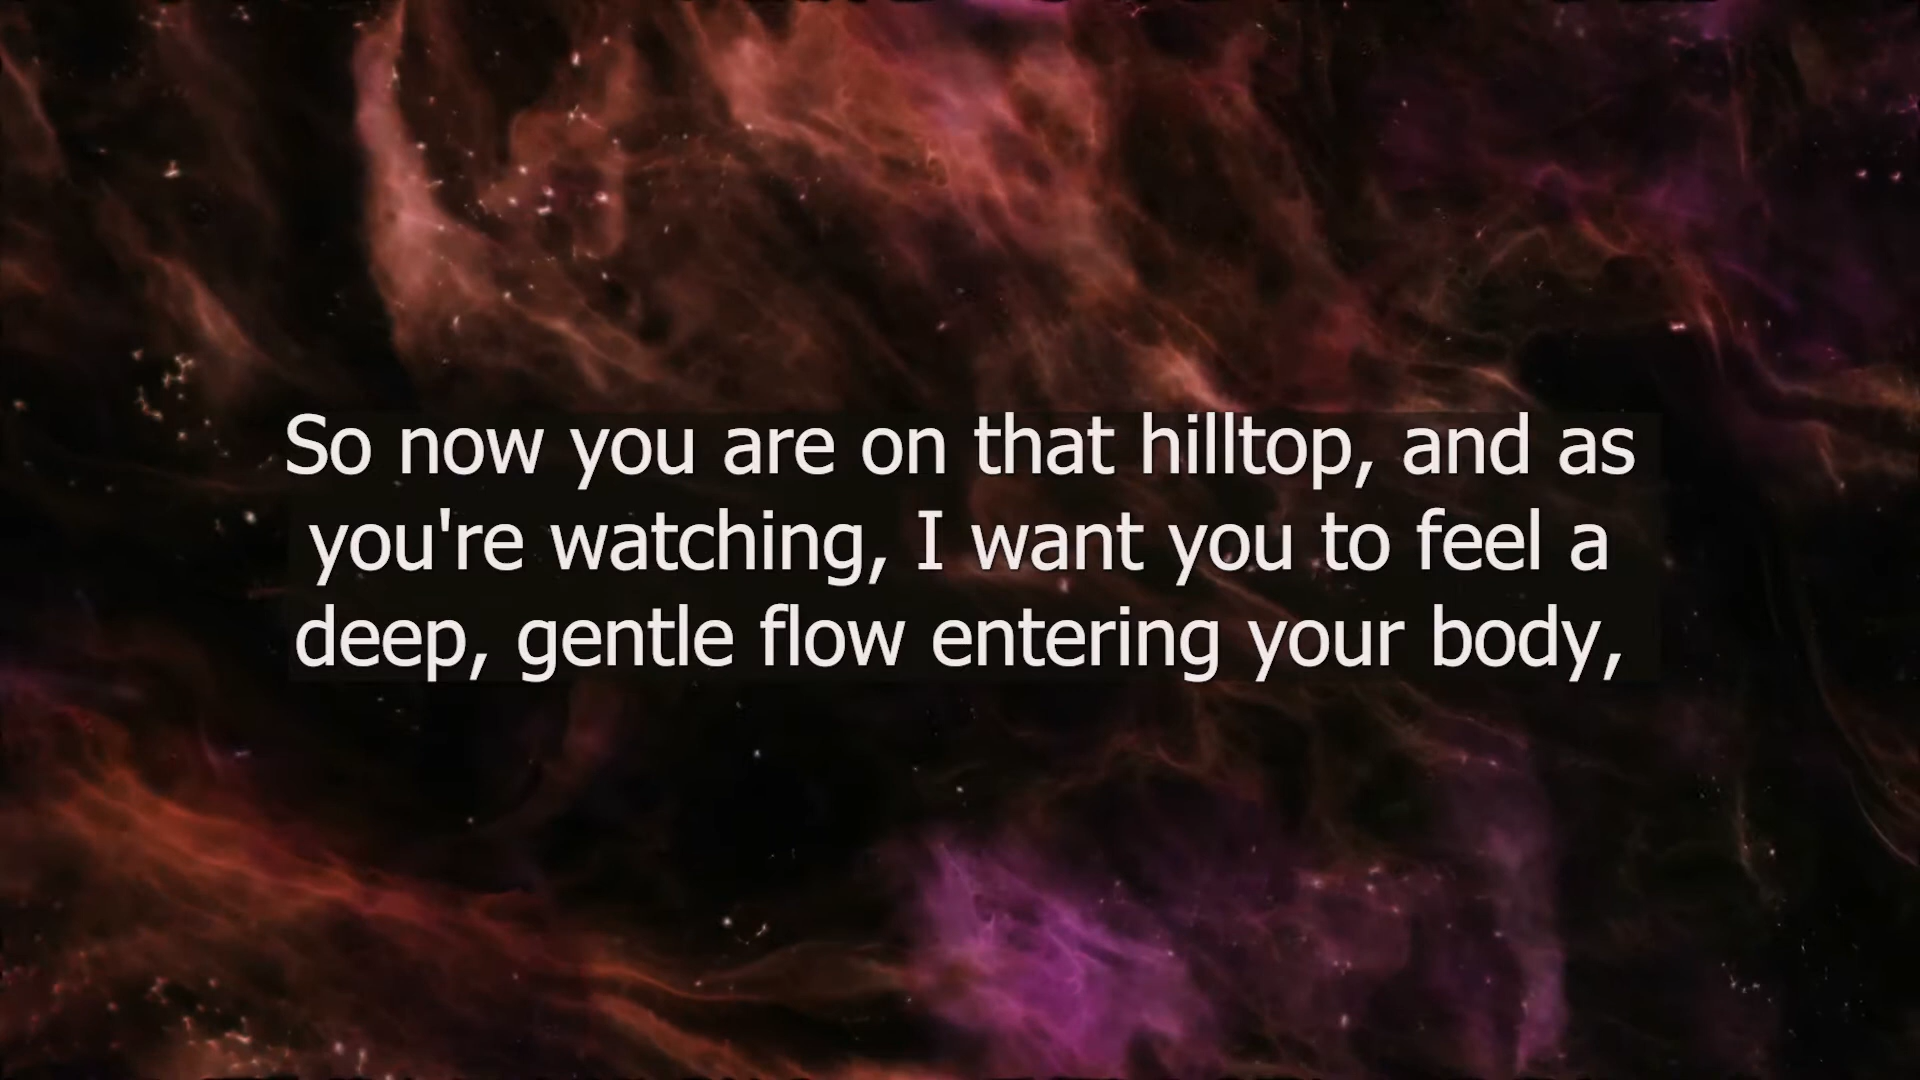 So now you are on that hilltop, and as
you're watching, I want you to feel a
deep, gentle flow entering your body,